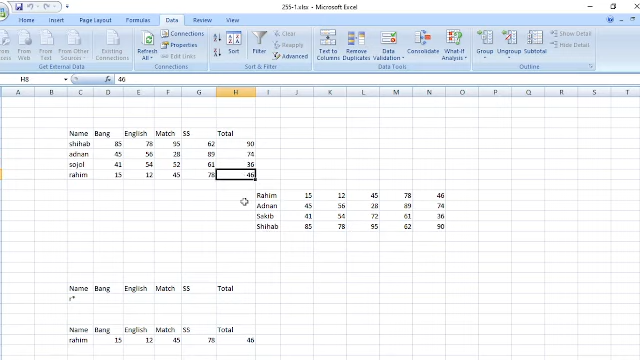 255-1.xlsx - Microsoft Excel
Home Insert Page Layout Formulas Data Review View
From Access From Web From Text From Other Sources Existing Connections Refresh All Connections Properties Edit Links Sort Filter Clear Reapply Advanced Text to Columns Remove Duplicates Data Validation Consolidate What-If Analysis Group Ungroup Subtotal Show Detail Hide Detail
Get External Data Connections Sort & Filter Data Tools Outline
H8 fx 46
A B C D E F G H I J K L M N O P Q R S T
Name Bang English Match SS Total
shihab 85 78 95 62 90
adnan 45 56 28 89 74
sojol 41 54 52 61 36
rahim 15 12 45 78 46
Rahim 15 12 45 78 46
Adnan 45 56 28 89 74
Sakib 41 54 72 61 36
Shihab 85 78 95 62 90
Name Bang English Match SS Total
r*
Name Bang English Match SS Total
rahim 15 12 45 78 46